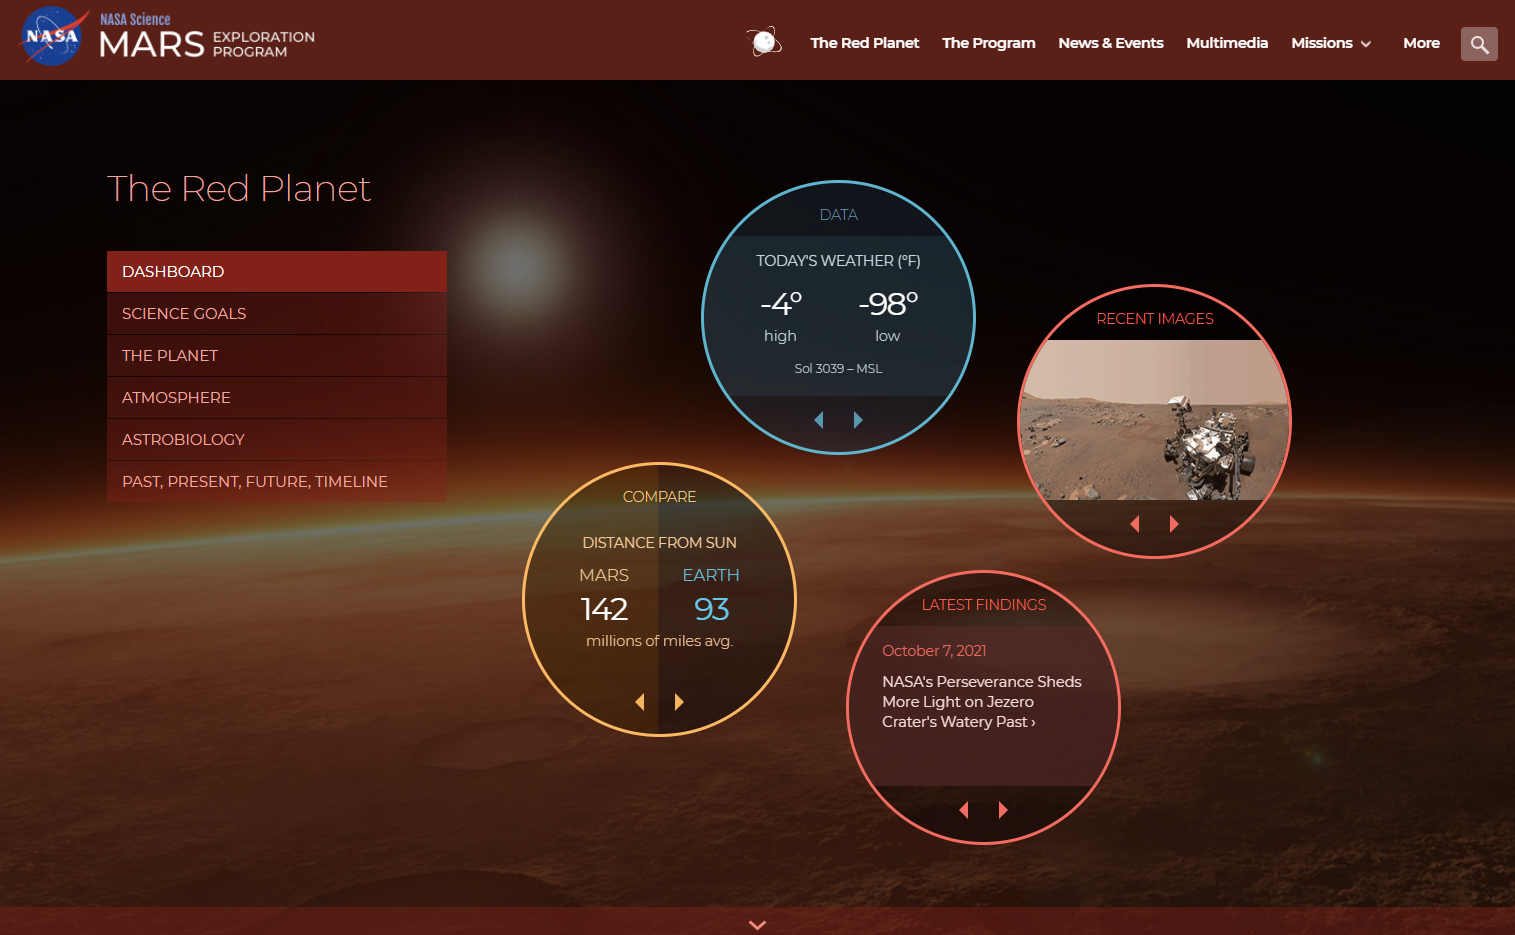 NASA
NASA Science
MARS EXPLORATION PROGRAM
The Red Planet
The Program
News & Events
Multimedia
Missions
More
The Red Planet
DASHBOARD
SCIENCE GOALS
THE PLANET
ATMOSPHERE
ASTROBIOLOGY
PAST, PRESENT, FUTURE, TIMELINE
DATA
TODAY'S WEATHER (°F)
-4° -98°
high low
Sol 3039 – MSL
RECENT IMAGES
COMPARE
DISTANCE FROM SUN
MARS EARTH
142 93
millions of miles avg.
LATEST FINDINGS
October 7, 2021
NASA's Perseverance Sheds
More Light on Jezero
Crater's Watery Past ›